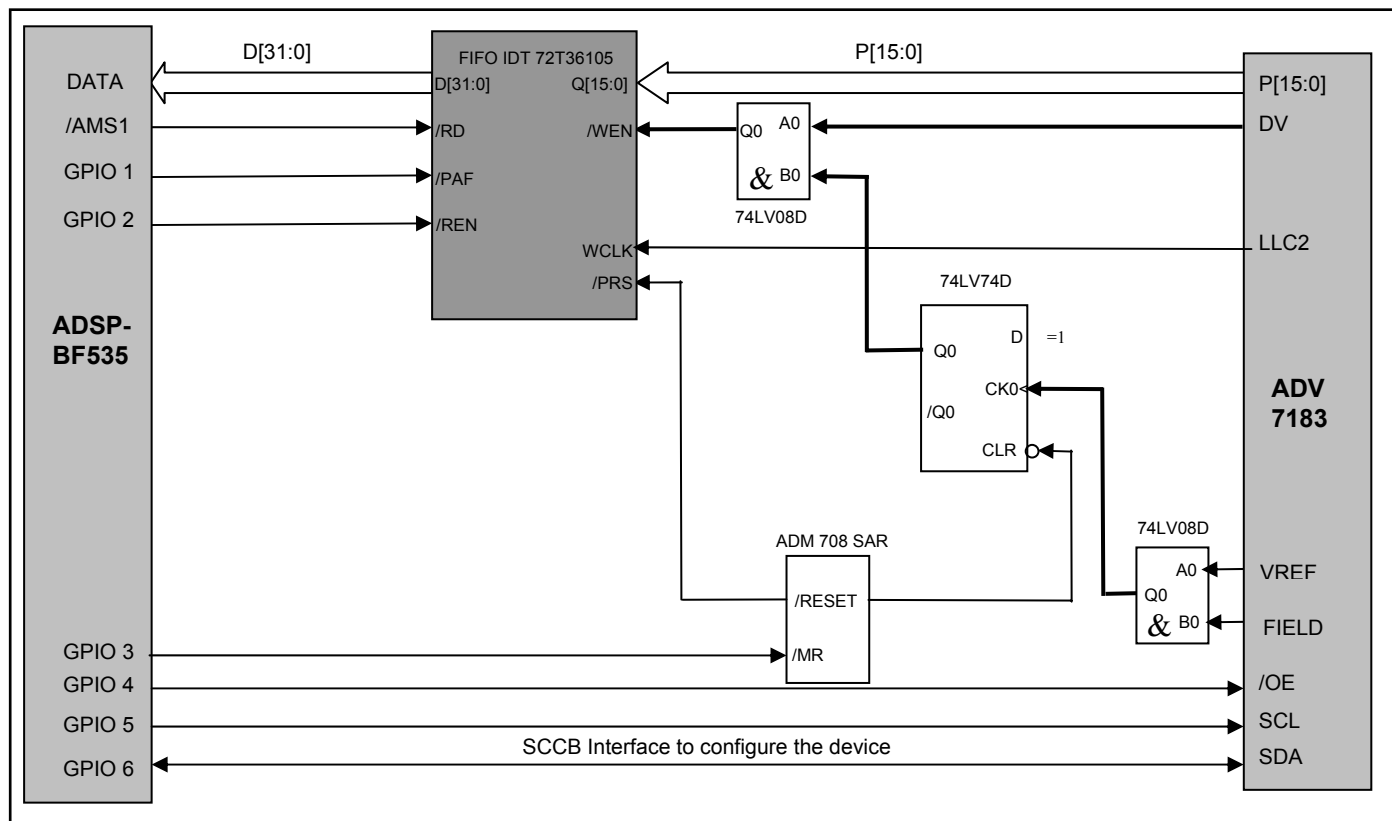 D[31:0]
P[15:0]
FIFO IDT 72T36105
DATA
D[31:0]
Q[15:0]
P[15:0]
/AMS1
/RD
/WEN
Q0
A0
DV
GPIO 1
/PAF
& B0
GPIO 2
/REN
74LV08D
WCLK
LLC2
/PRS
74LV74D
ADSP-
BF535
Q0
D
=1
CK0<
/Q0
ADV
7183
CLR
74LV08D
ADM 708 SAR
A0
VREF
/RESET
Q0
& B0
FIELD
GPIO 3
/MR
GPIO 4
/OE
GPIO 5
SCL
SCCB Interface to configure the device
GPIO 6
SDA